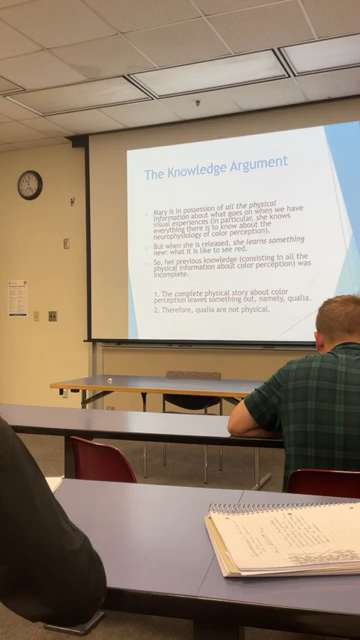 The Knowledge Argument
Mary is in possession of all the physical
information about what goes on when we have
visual experiences (in particular, she knows
everything there is to know about the
neurophysiology of color perception).
But when she is released, she learns something
new: what it is like to see red.
So, her previous knowledge (consisting in all the
physical information about color perception) was
incomplete.
1. The complete physical story about color
perception leaves something out, namely, qualia.
2. Therefore, qualia are not physical.